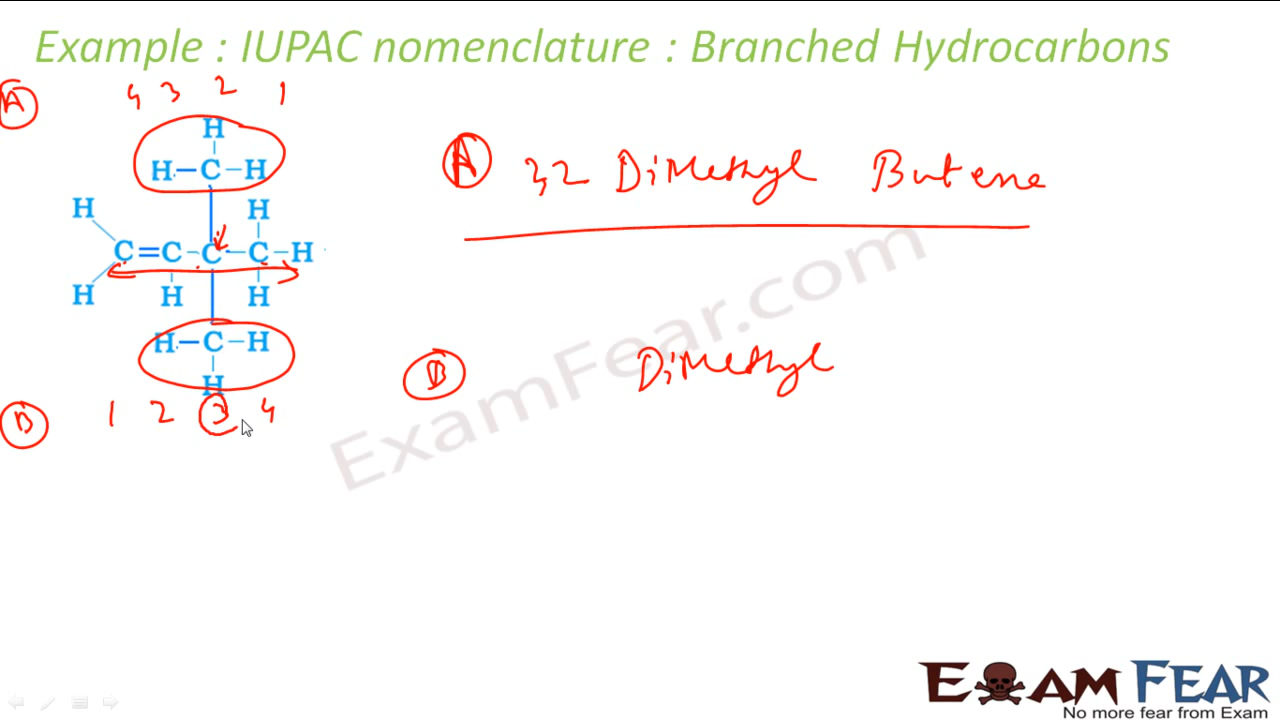 Example : IUPAC nomenclature : Branched Hydrocarbons
A
4 3 2 1
H
H–C–H
H H
C=C–C–C–H
H H H
H–C–H
H
B
1 2 3 4
A 2,2 DiMethyl Butene
B DiMethyl
ExamFear.com
EXAM FEAR
No more fear from Exam